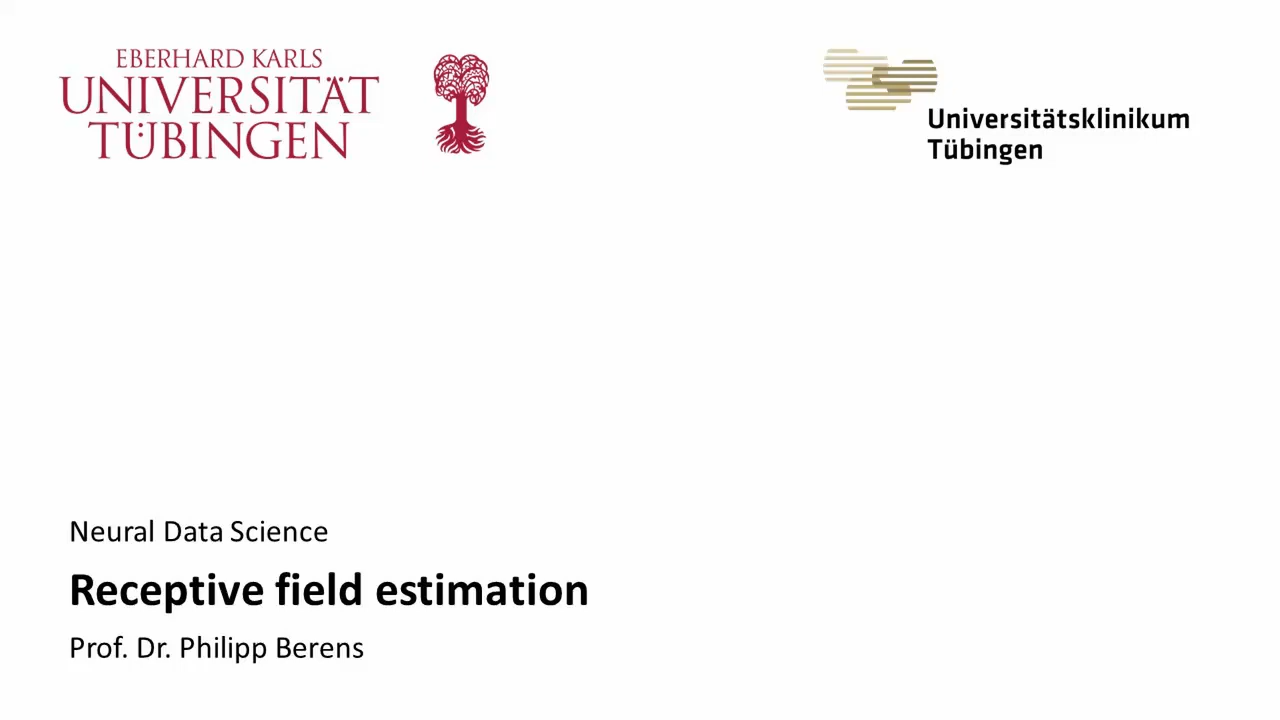 EBERHARD KARLS
UNIVERSITÄT
TÜBINGEN
Universitätsklinikum
Tübingen
Neural Data Science
Receptive field estimation
Prof. Dr. Philipp Berens